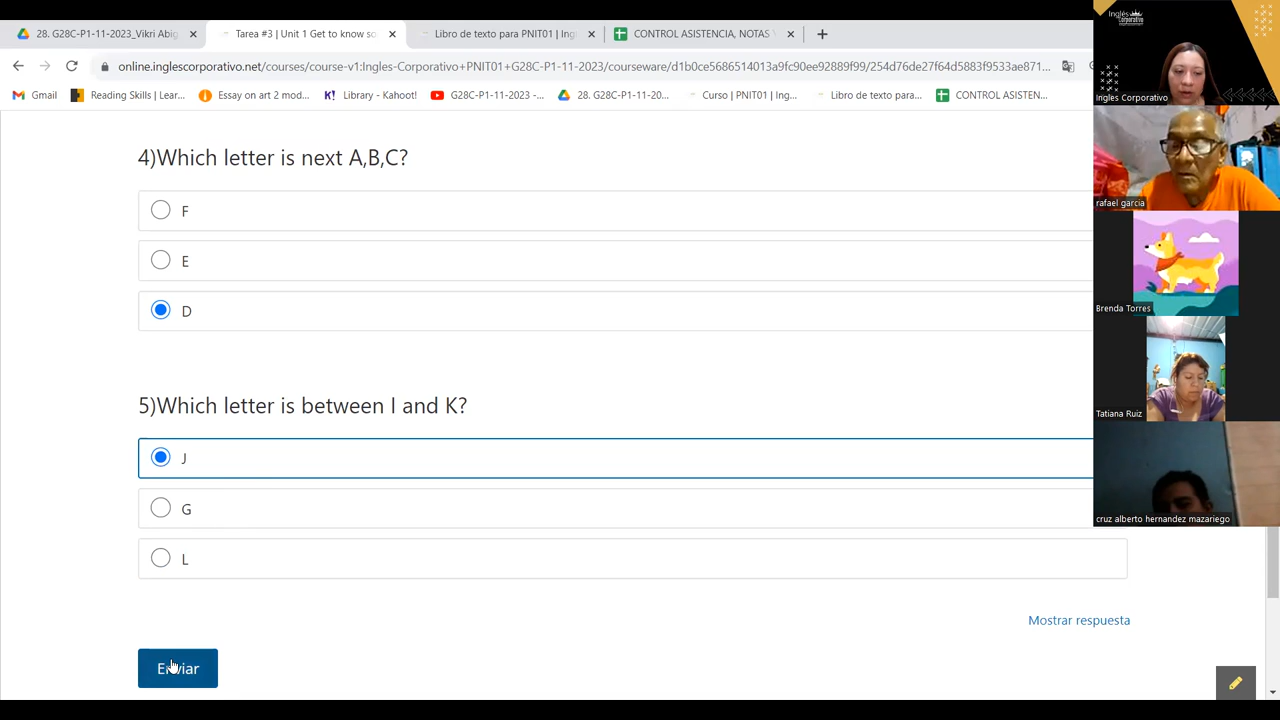 28. G28C-P1-11-2023_Vikri Abig
Tarea #3 | Unit 1 Get to know so
Libro de texto para PNIT01 | Ing
CONTROL ASISTENCIA, NOTAS Y
online.inglescorporativo.net/courses/course-v1:Ingles-Corporativo+PNIT01+G28C-P1-11-2023/courseware/d1b0ce5686514013a9fc90ee92889f99/254d76de27f64d5883f9533ae871...
Gmail
Reading Skills | Lear...
Essay on art 2 mod...
Library - Kano...
G28C-P1-11-2023 -...
28. G28C-P1-11-20...
Curso | PNIT01 | Ing...
Libro de texto para...
CONTROL ASISTEN...
4)Which letter is next A,B,C?
F
E
D
5)Which letter is between I and K?
J
G
L
Mostrar respuesta
Enviar
Inglés
Corporativo
Ingles Corporativo
rafael garcia
Brenda Torres
Tatiana Ruiz
cruz alberto hernandez mazariego